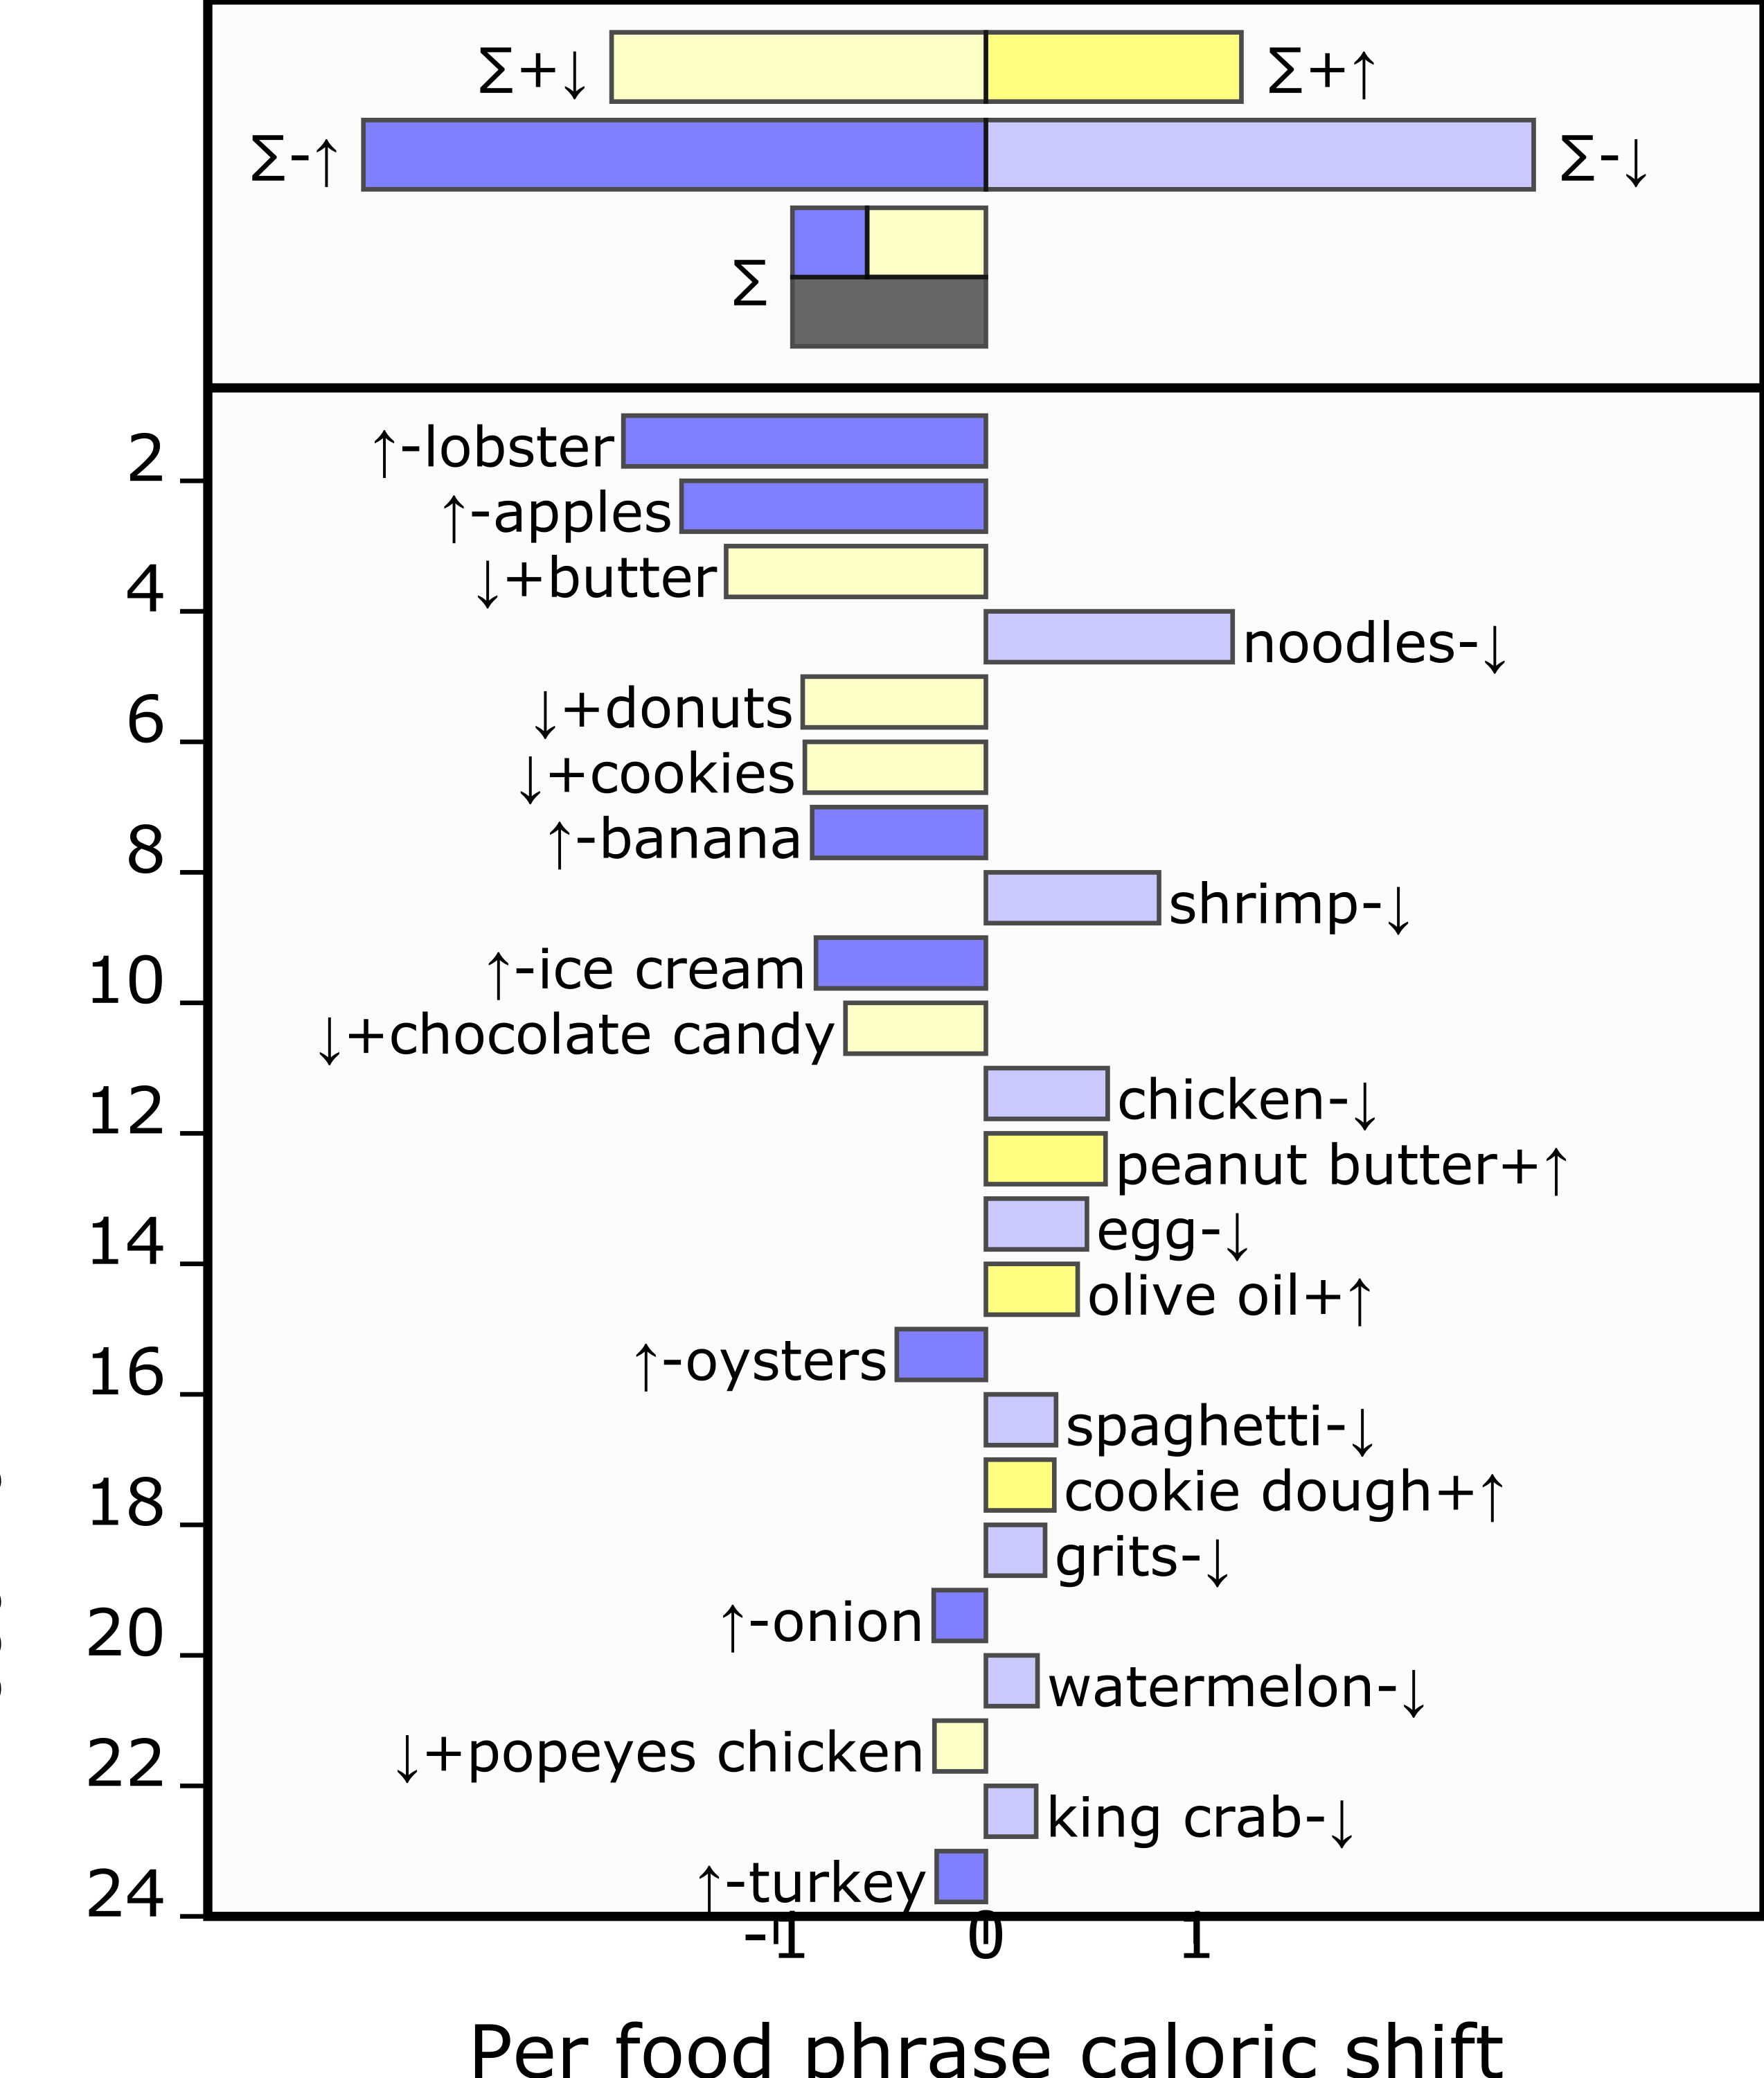 ∑+↓ ∑+↑
∑-↑ ∑-↓
∑
↑-lobster
2
↑-apples
↓+butter
4
noodles-↓
↓+donuts
6
↓+cookies
↑-banana
8
shrimp-↓
↑-ice cream
10
↓+chocolate candy
chicken-↓
12
peanut butter+↑
egg-↓
14
olive oil+↑
↑-oysters
16
spaghetti-↓
cookie dough+↑
18
grits-↓
↑-onion
20
watermelon-↓
↓+popeyes chicken
22
king crab-↓
↑-turkey
24
-1 0 1
Per food phrase caloric shift